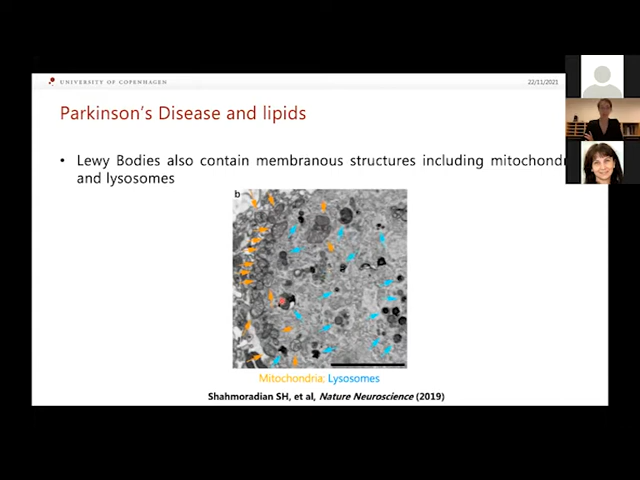 UNIVERSITY OF COPENHAGEN
22/11/2021
Parkinson's Disease and lipids
• Lewy Bodies also contain membranous structures including mitochondr
and lysosomes
b
Mitochondria; Lysosomes
Shahmoradian SH, et al, Nature Neuroscience (2019)